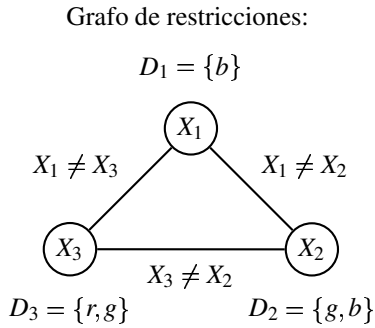 Grafo de restricciones:
D₁ = {b}
X₁
X₁ ≠ X₃
X₁ ≠ X₂
X₃
X₂
X₃ ≠ X₂
D₃ = {r,g}
D₂ = {g,b}